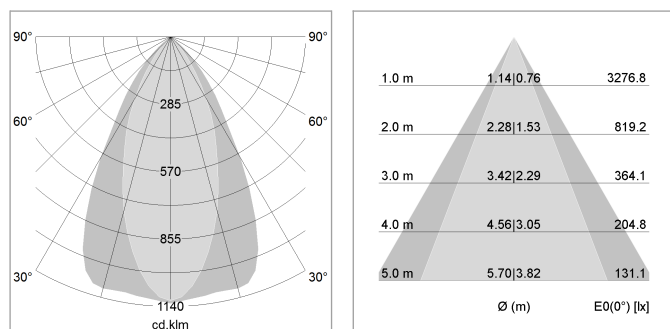 90° 90°
285
60° 60°
570
855
30° 30°
1140
cd.klm
1.0 m 1.14|0.76 3276.8
2.0 m 2.28|1.53 819.2
3.0 m 3.42|2.29 364.1
4.0 m 4.56|3.05 204.8
5.0 m 5.70|3.82 131.1
Ø (m) E0(0°) [lx]